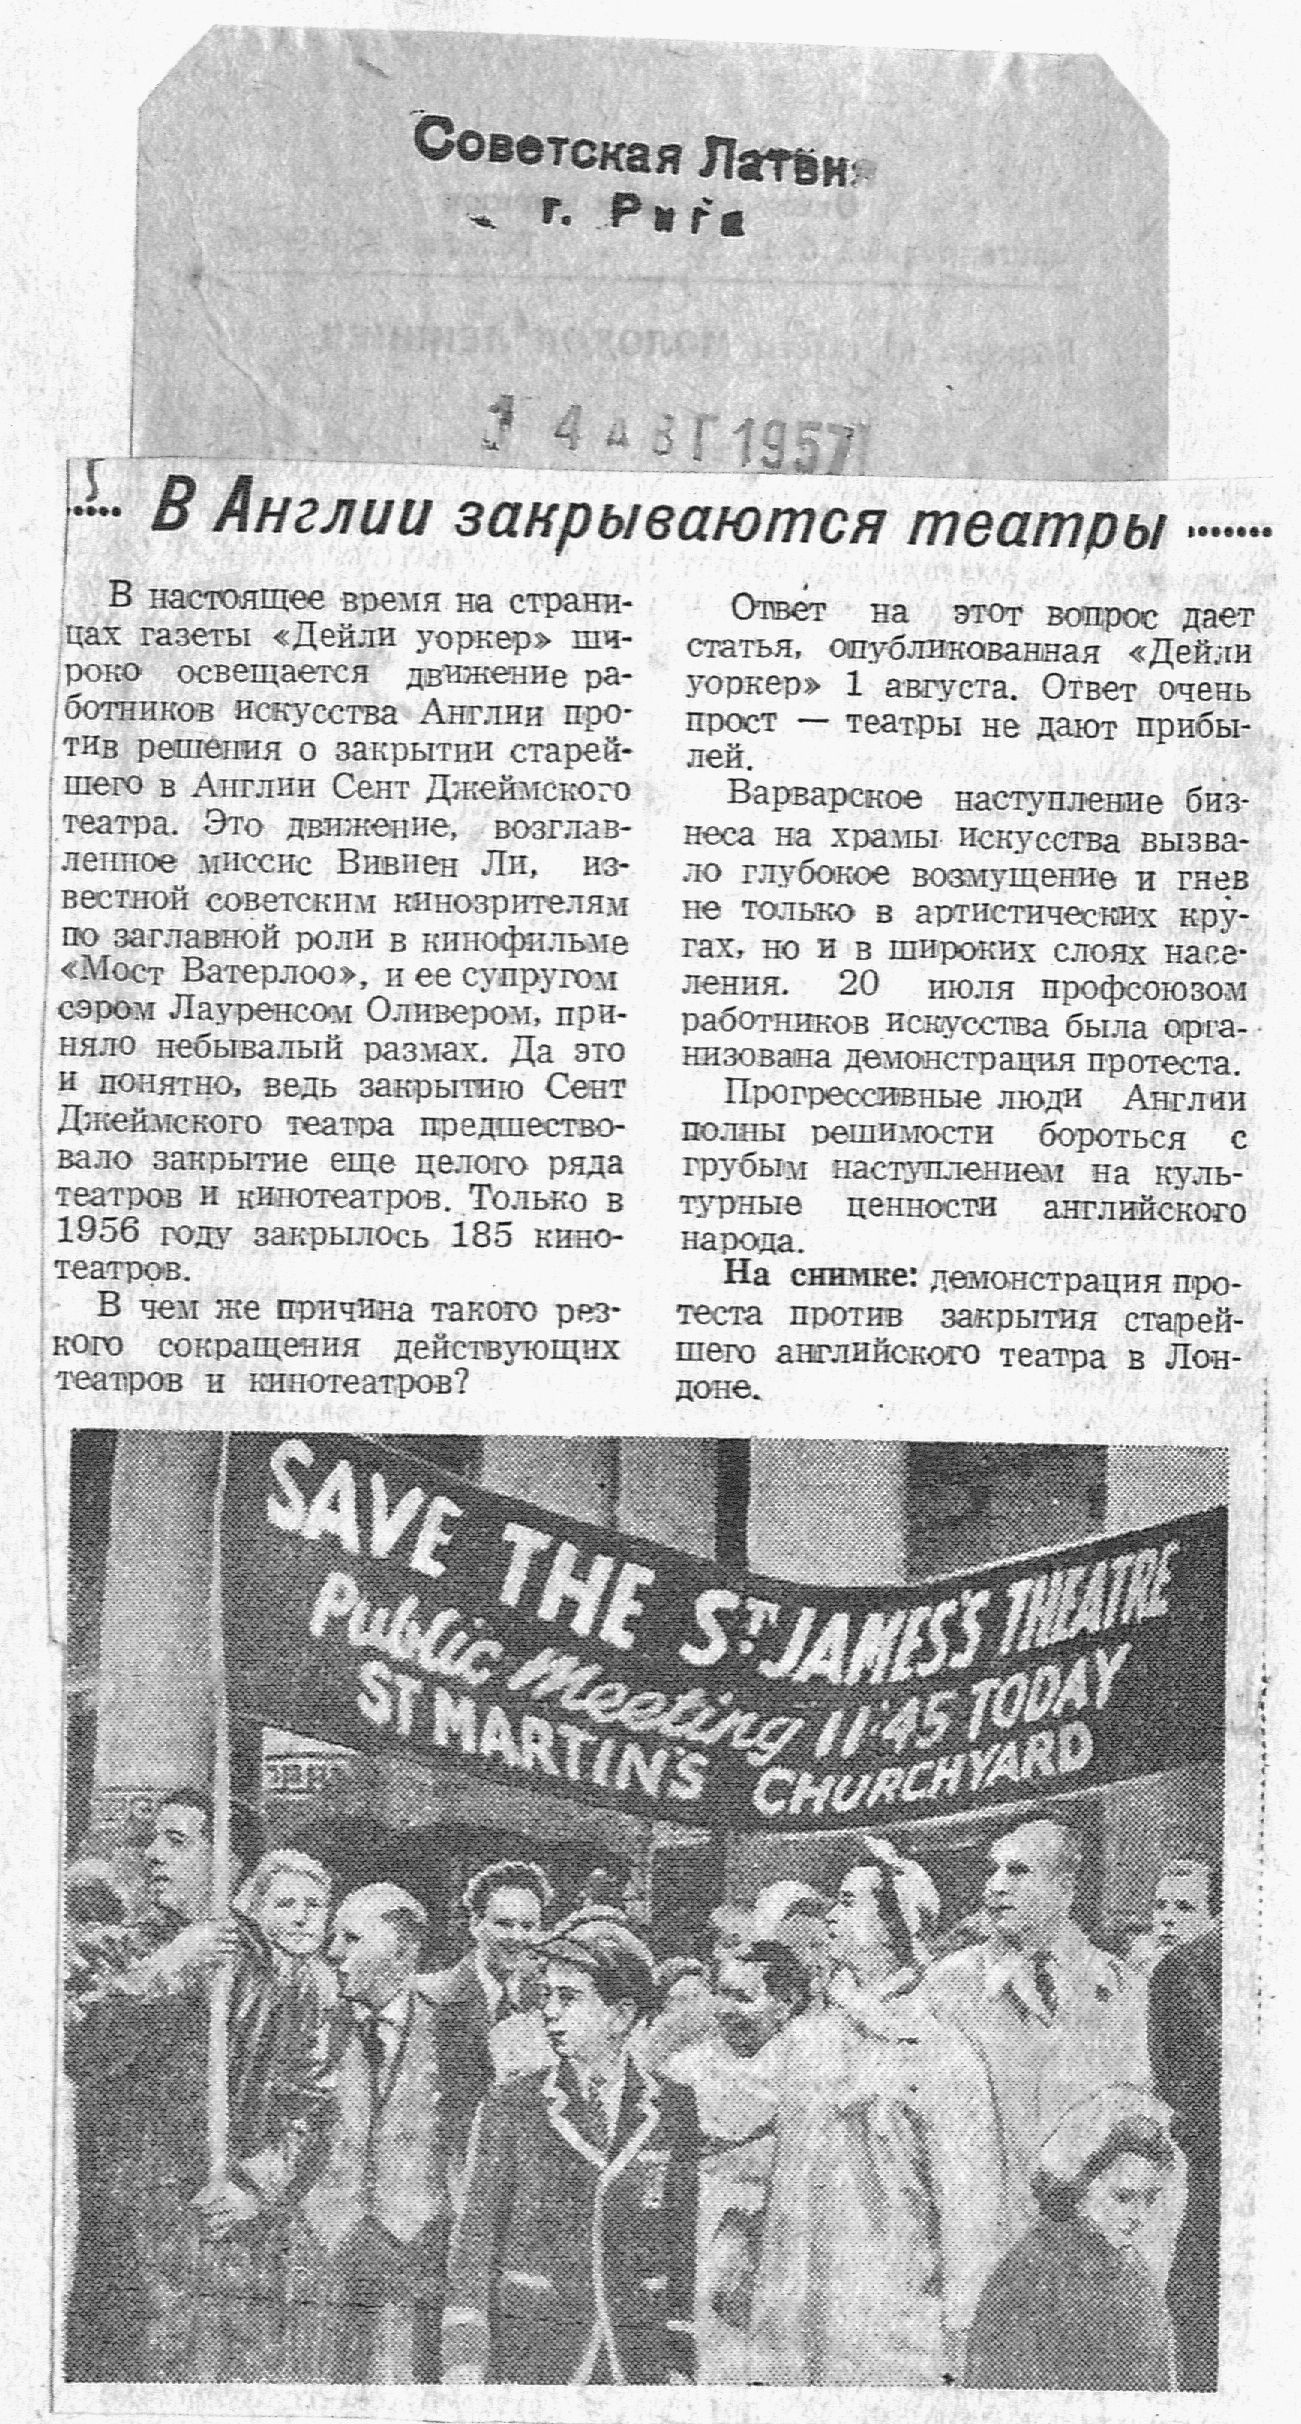 Советская Латвия
г. Рига
14 АВГ 1957
В Англии закрываются театры
В настоящее время на страни-
цах газеты «Дейли уоркер» ши-
роко освещается движение ра-
ботников искусства Англии про-
тив решения о закрытии старей-
шего в Англии Сент Джеймского
театра. Это движение, возглав-
ленное миссис Вивиен Ли, из-
вестной советским кинозрителям
по заглавной роли в кинофильме
«Мост Ватерлоо», и ее супругом
сэром Лауренсом Оливером, при-
няло небывалый размах. Да это
и понятно, ведь закрытию Сент
Джеймского театра предшество-
вало закрытие еще целого ряда
театров и кинотеатров. Только в
1956 году закрылось 185 кино-
театров.
В чем же причина такого рез-
кого сокращения действующих
театров и кинотеатров?
Ответ на этот вопрос дает
статья, опубликованная «Дейли
уоркер» 1 августа. Ответ очень
прост — театры не дают прибы-
лей.
Варварское наступление биз-
неса на храмы искусства вызва-
ло глубокое возмущение и гнев
не только в артистических кру-
гах, но и в широких слоях насе-
ления. 20 июля профсоюзом
работников искусства была орга-
низована демонстрация протеста.
Прогрессивные люди Англии
полны решимости бороться с
грубым наступлением на куль-
турные ценности английского
народа.
На снимке: демонстрация про-
теста против закрытия старей-
шего английского театра в Лон-
доне.
SAVE THE ST JAMES'S THEATRE
Public Meeting 11·45 TODAY
ST MARTIN'S CHURCHYARD